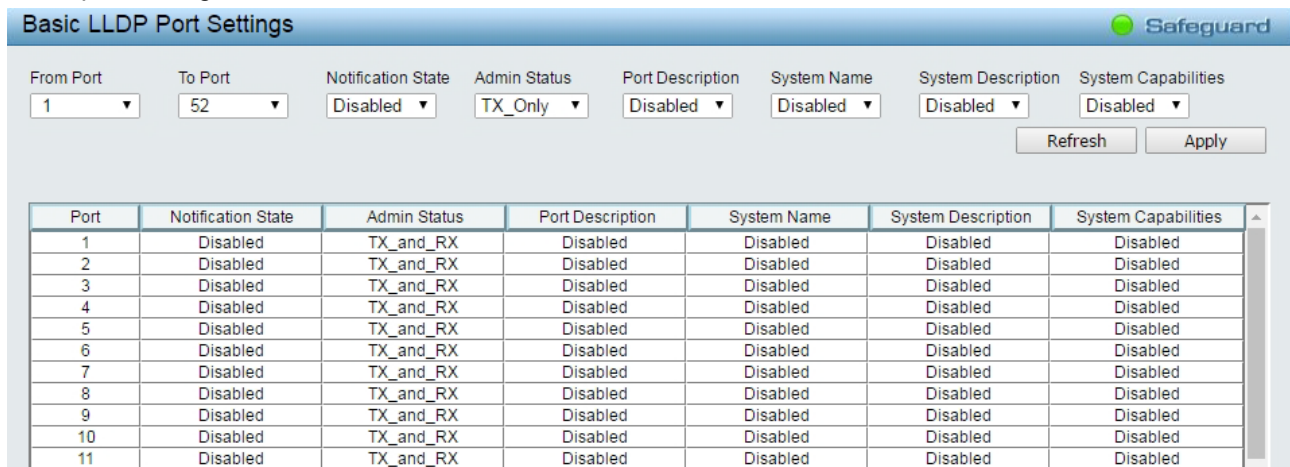 Basic LLDP Port Settings Safeguard
From Port To Port Notification State Admin Status Port Description System Name System Description System Capabilities
1 52 Disabled TX_Only Disabled Disabled Disabled Disabled
Refresh Apply
Port Notification State Admin Status Port Description System Name System Description System Capabilities
1 Disabled TX_and_RX Disabled Disabled Disabled Disabled
2 Disabled TX_and_RX Disabled Disabled Disabled Disabled
3 Disabled TX_and_RX Disabled Disabled Disabled Disabled
4 Disabled TX_and_RX Disabled Disabled Disabled Disabled
5 Disabled TX_and_RX Disabled Disabled Disabled Disabled
6 Disabled TX_and_RX Disabled Disabled Disabled Disabled
7 Disabled TX_and_RX Disabled Disabled Disabled Disabled
8 Disabled TX_and_RX Disabled Disabled Disabled Disabled
9 Disabled TX_and_RX Disabled Disabled Disabled Disabled
10 Disabled TX_and_RX Disabled Disabled Disabled Disabled
11 Disabled TX_and_RX Disabled Disabled Disabled Disabled